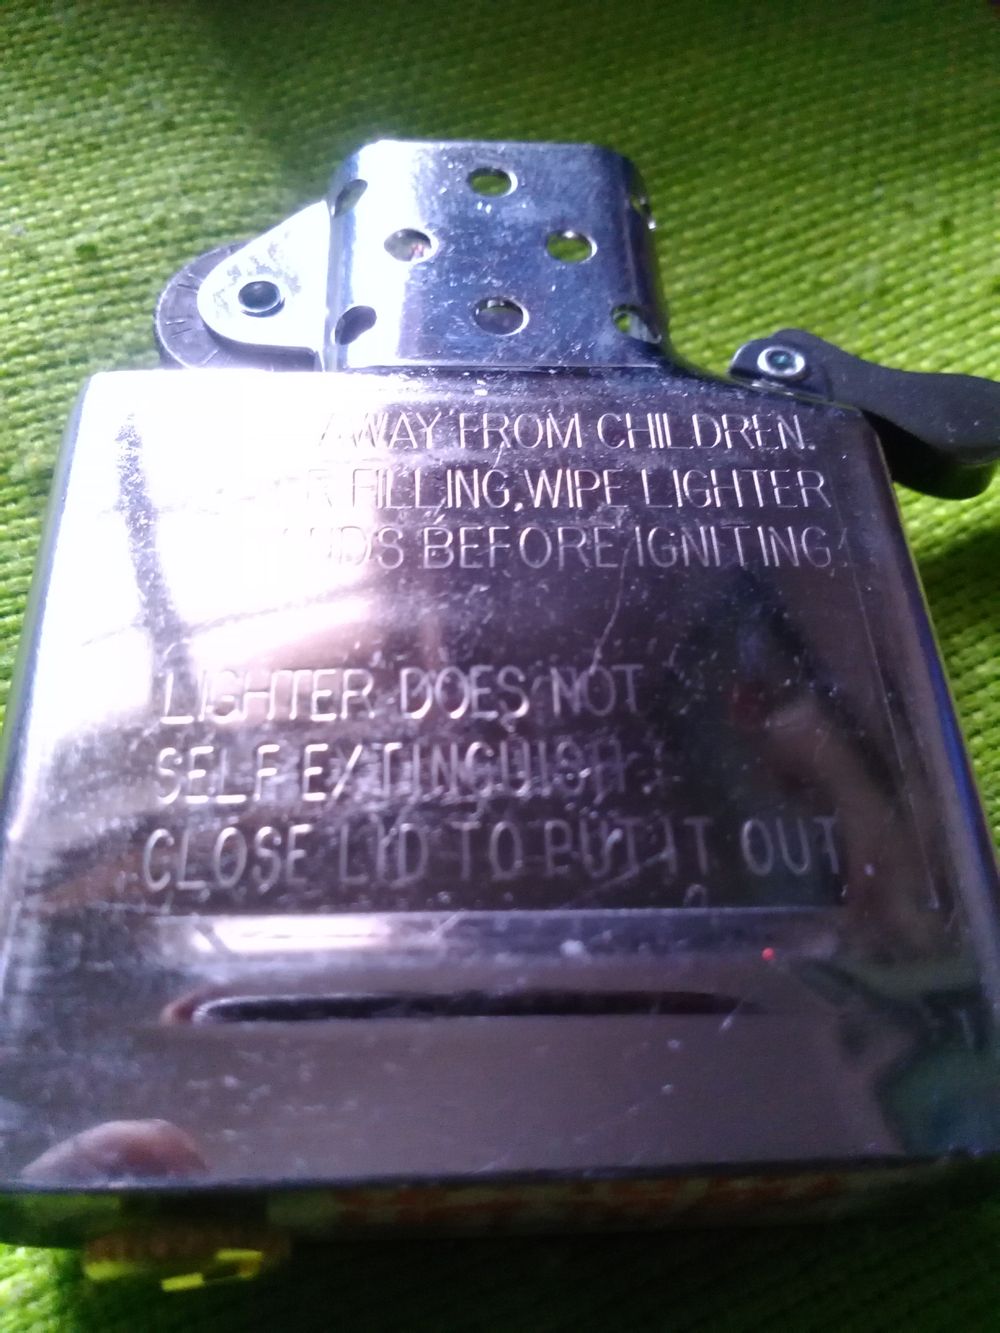 AWAY FROM CHILDREN.
FILLING, WIPE LIGHTER
BEFORE IGNITING
LIGHTER DOES NOT
SELF EXTINGUISH.
CLOSE LID TO PUT IT OUT